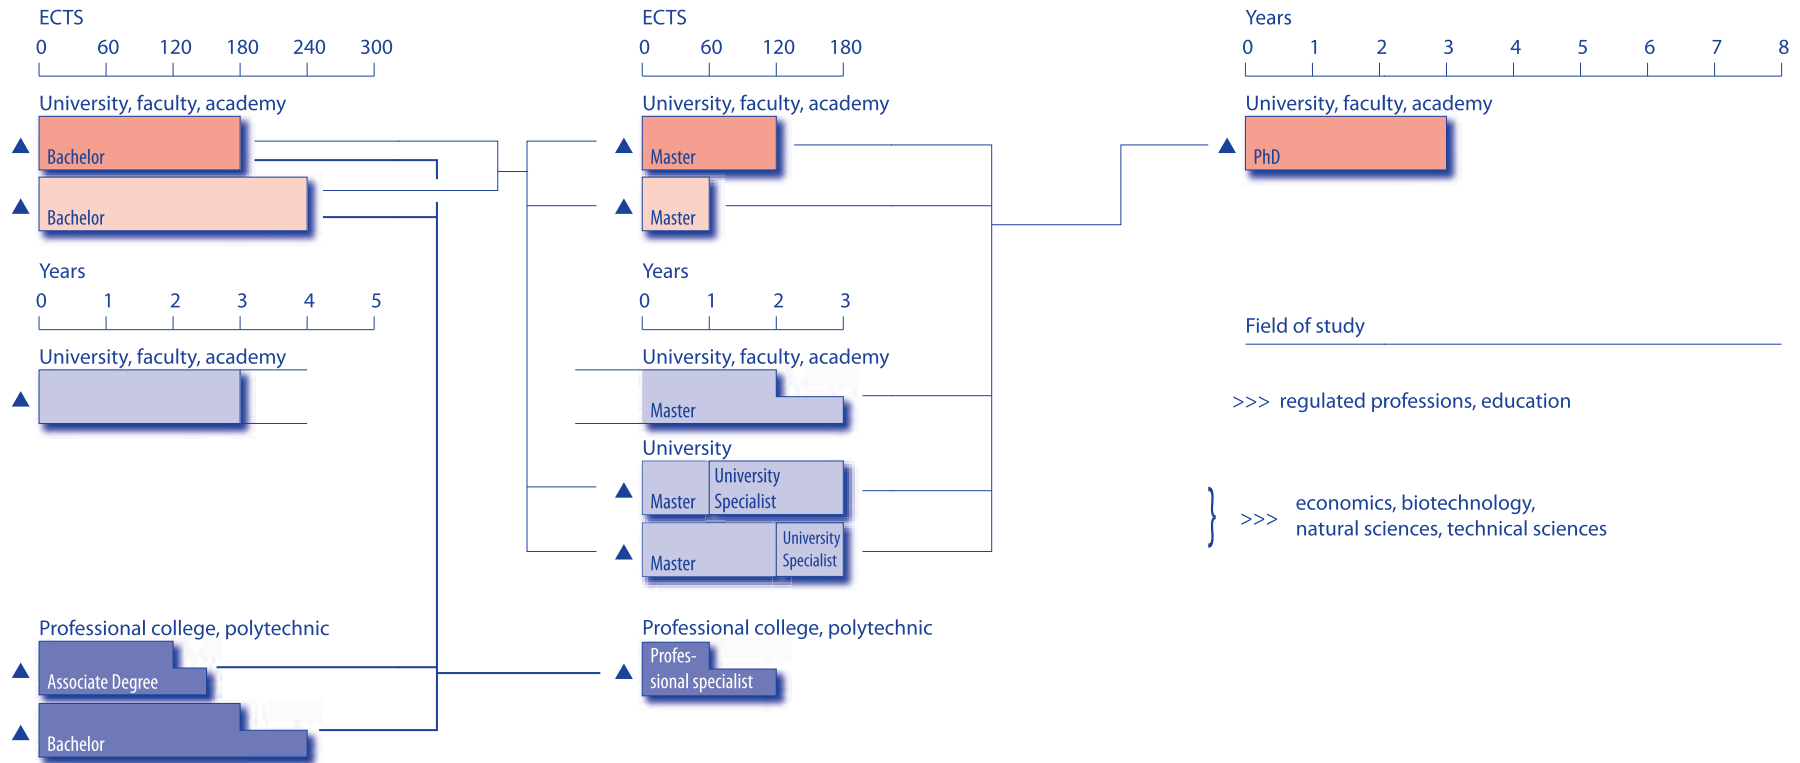 ECTS
0 60 120 180 240 300
University, faculty, academy
Bachelor
Bachelor
Years
0 1 2 3 4 5
University, faculty, academy
Professional college, polytechnic
Associate Degree
Bachelor
ECTS
0 60 120 180
University, faculty, academy
Master
Master
Years
0 1 2 3
University, faculty, academy
Master
University
Master
University
Specialist
Master
University
Specialist
Professional college, polytechnic
Profes-
sional specialist
Years
0 1 2 3 4 5 6 7 8
University, faculty, academy
PhD
Field of study
>>> regulated professions, education
} >>> economics, biotechnology,
natural sciences, technical sciences